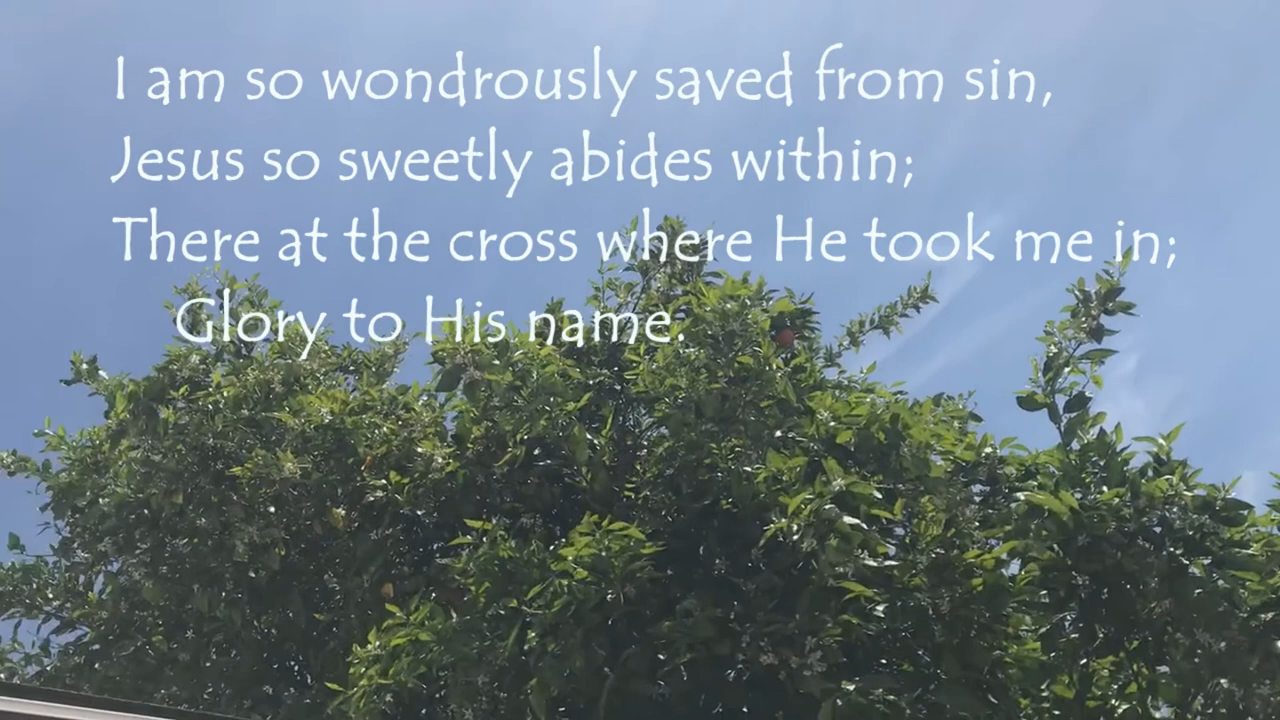 I am so wondrously saved from sin,
Jesus so sweetly abides within;
There at the cross where He took me in;
Glory to His name.